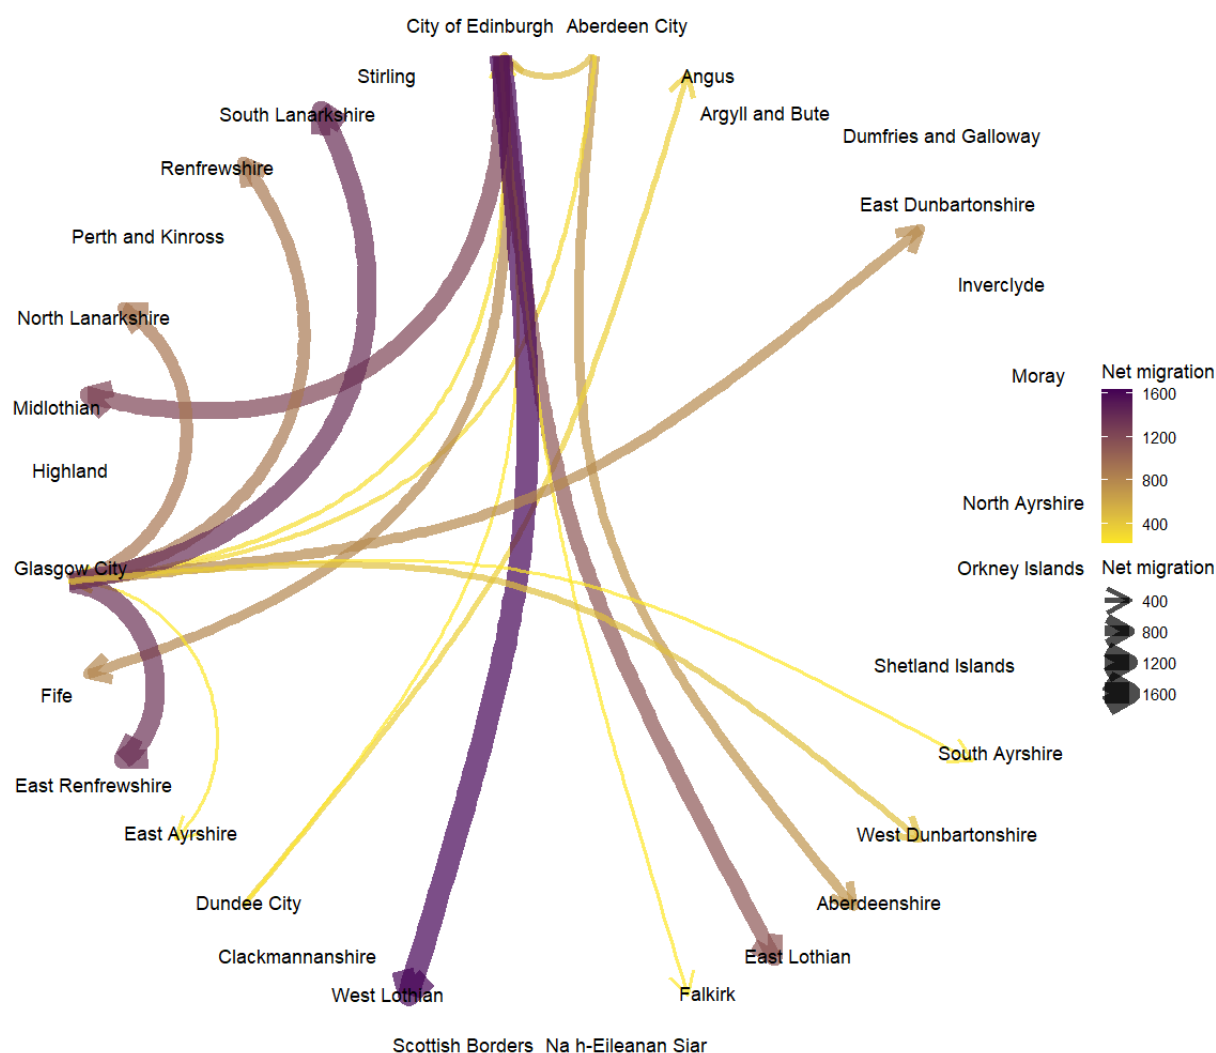 City of Edinburgh
Aberdeen City
Stirling
Angus
South Lanarkshire
Argyll and Bute
Dumfries and Galloway
Renfrewshire
East Dunbartonshire
Perth and Kinross
Inverclyde
North Lanarkshire
Moray
Midlothian
Highland
North Ayrshire
Glasgow City
Orkney Islands
Shetland Islands
Fife
South Ayrshire
East Renfrewshire
East Ayrshire
West Dunbartonshire
Dundee City
Aberdeenshire
Clackmannanshire
East Lothian
West Lothian
Falkirk
Scottish Borders
Na h-Eileanan Siar
Net migration
1600
1200
800
400
Net migration
400
800
1200
1600